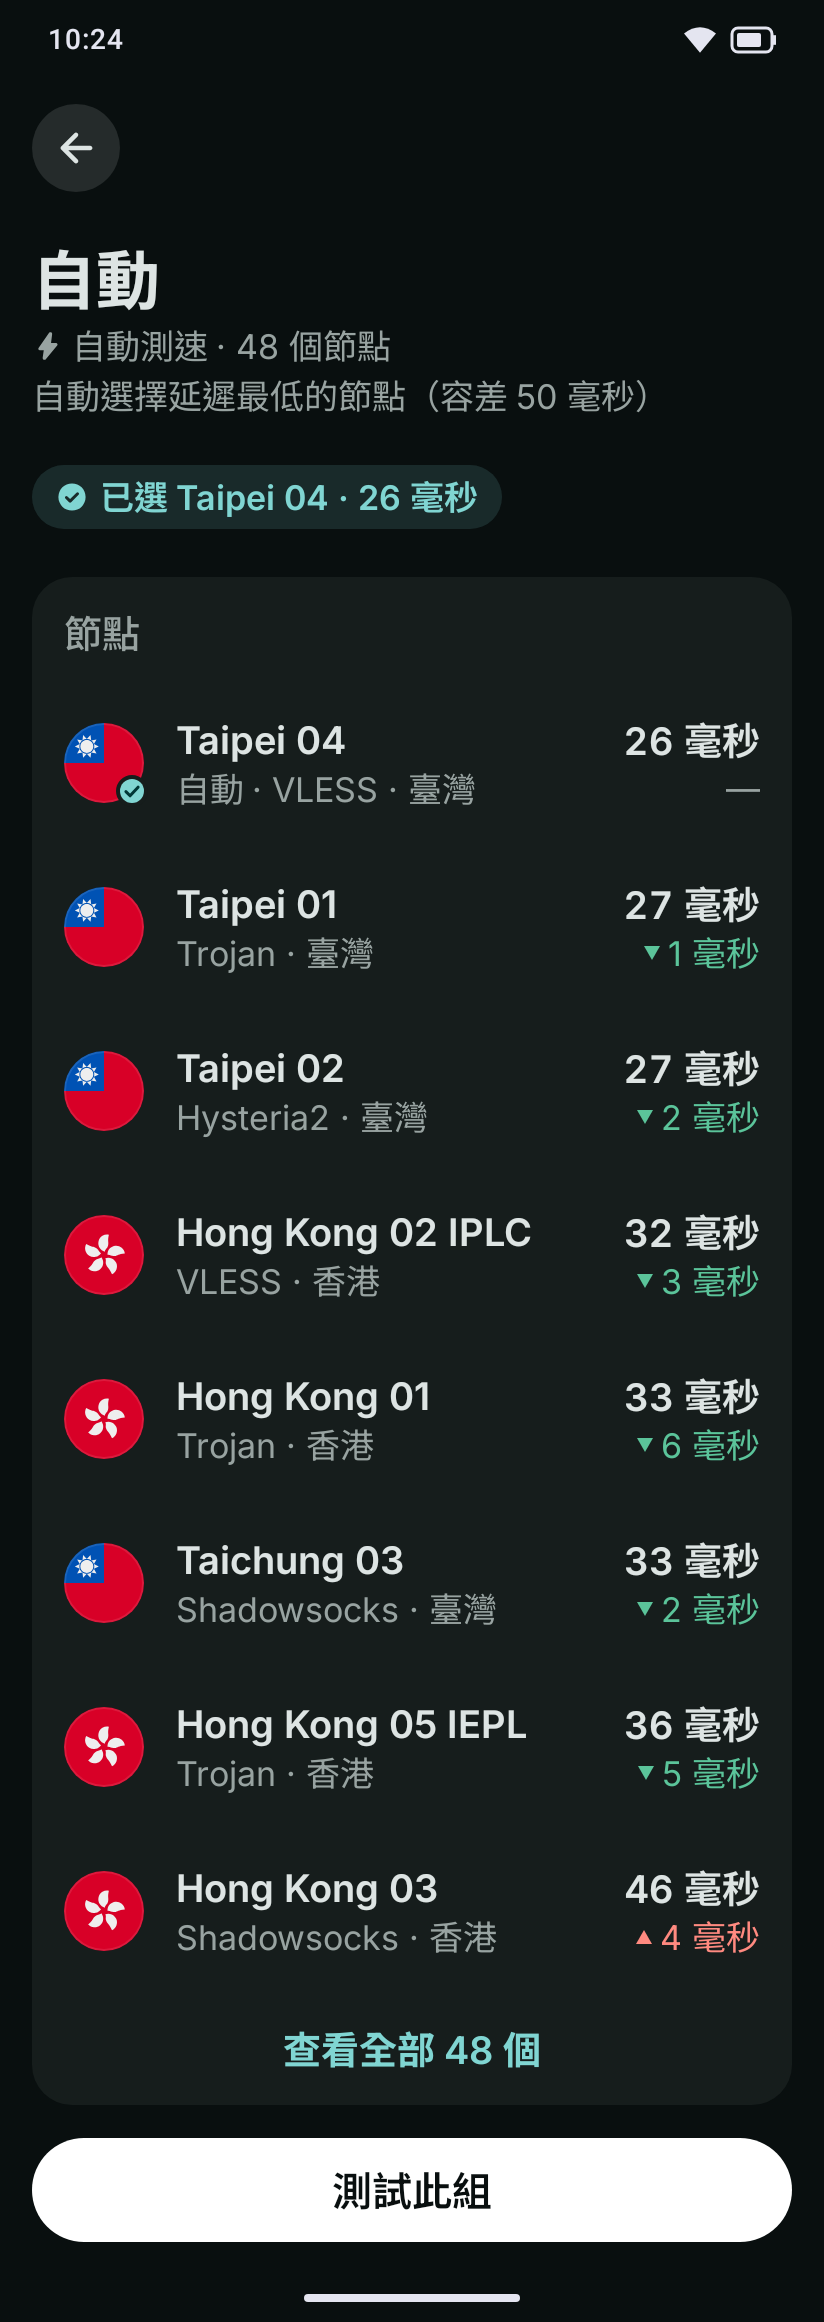 10:24
自動
自動測速 · 48 個節點
自動選擇延遲最低的節點（容差 50 毫秒）
已選 Taipei 04 · 26 毫秒
節點
Taipei 04
26 毫秒
自動 · VLESS · 臺灣
—
Taipei 01
27 毫秒
Trojan · 臺灣
▼1 毫秒
Taipei 02
27 毫秒
Hysteria2 · 臺灣
▼2 毫秒
Hong Kong 02 IPLC
32 毫秒
VLESS · 香港
▼3 毫秒
Hong Kong 01
33 毫秒
Trojan · 香港
▼6 毫秒
Taichung 03
33 毫秒
Shadowsocks · 臺灣
▼2 毫秒
Hong Kong 05 IEPL
36 毫秒
Trojan · 香港
▼5 毫秒
Hong Kong 03
46 毫秒
Shadowsocks · 香港
▲4 毫秒
查看全部 48 個
測試此組